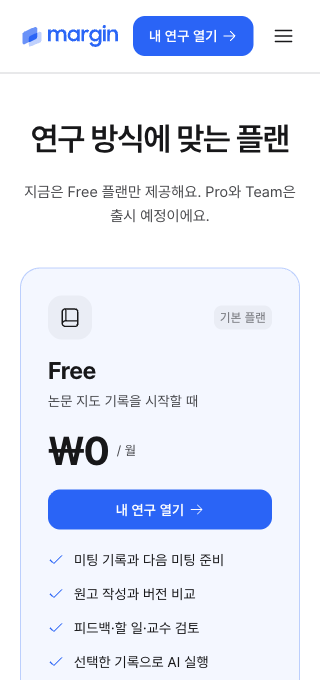 margin
내 연구 열기 →
연구 방식에 맞는 플랜
지금은 Free 플랜만 제공해요. Pro와 Team은
출시 예정이에요.
기본 플랜
Free
논문 지도 기록을 시작할 때
₩0 / 월
내 연구 열기 →
미팅 기록과 다음 미팅 준비
원고 작성과 버전 비교
피드백·할 일·교수 검토
선택한 기록으로 AI 실행